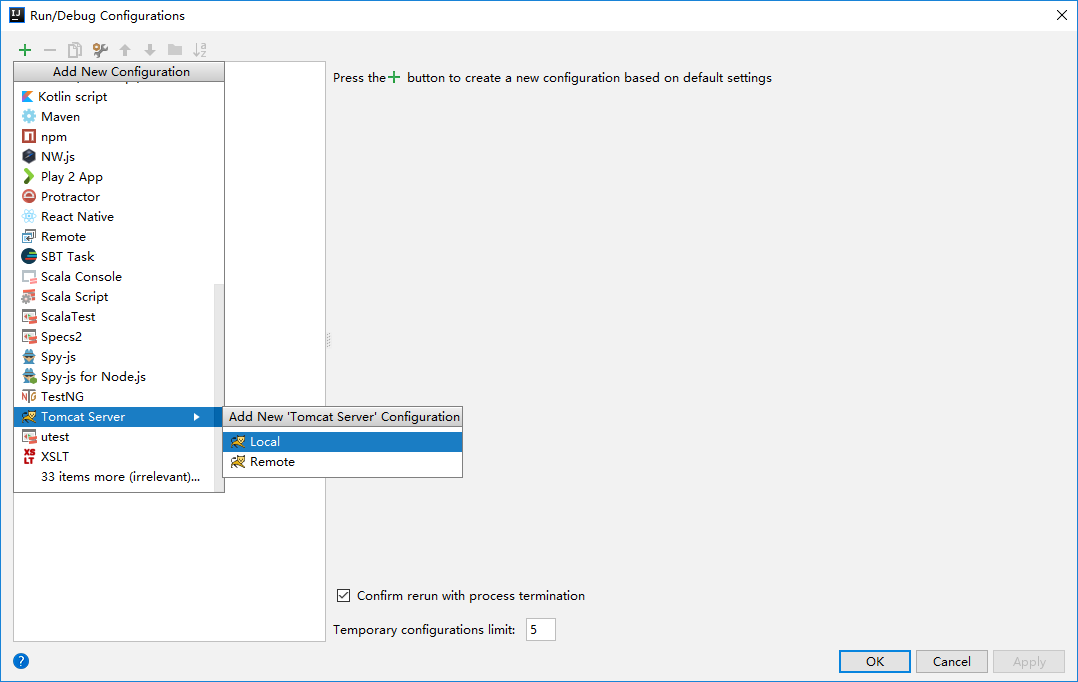 Run/Debug Configurations
Add New Configuration
Press the + button to create a new configuration based on default settings
Kotlin script
Maven
npm
NW.js
Play 2 App
Protractor
React Native
Remote
SBT Task
Scala Console
Scala Script
ScalaTest
Specs2
Spy-js
Spy-js for Node.js
TestNG
Tomcat Server
Add New 'Tomcat Server' Configuration
utest
Local
XSLT
Remote
33 items more (irrelevant)...
Confirm rerun with process termination
Temporary configurations limit: 5
? OK Cancel Apply